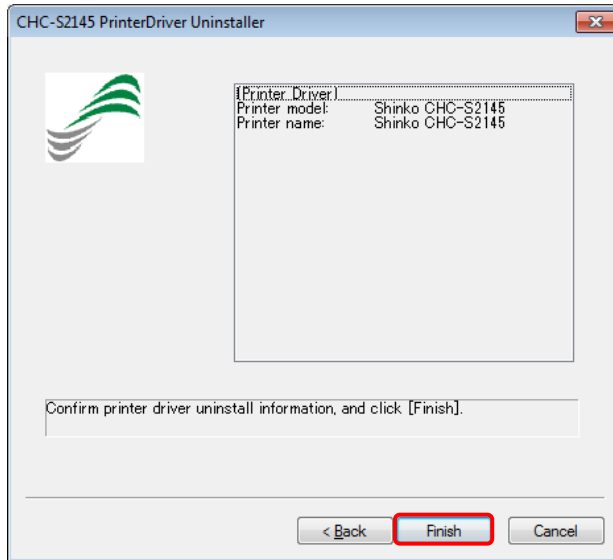 CHC-S2145 PrinterDriver Uninstaller
[Printer Driver]
Printer model: Shinko CHC-S2145
Printer name: Shinko CHC-S2145
Confirm printer driver uninstall information, and click [Finish].
< Back Finish Cancel